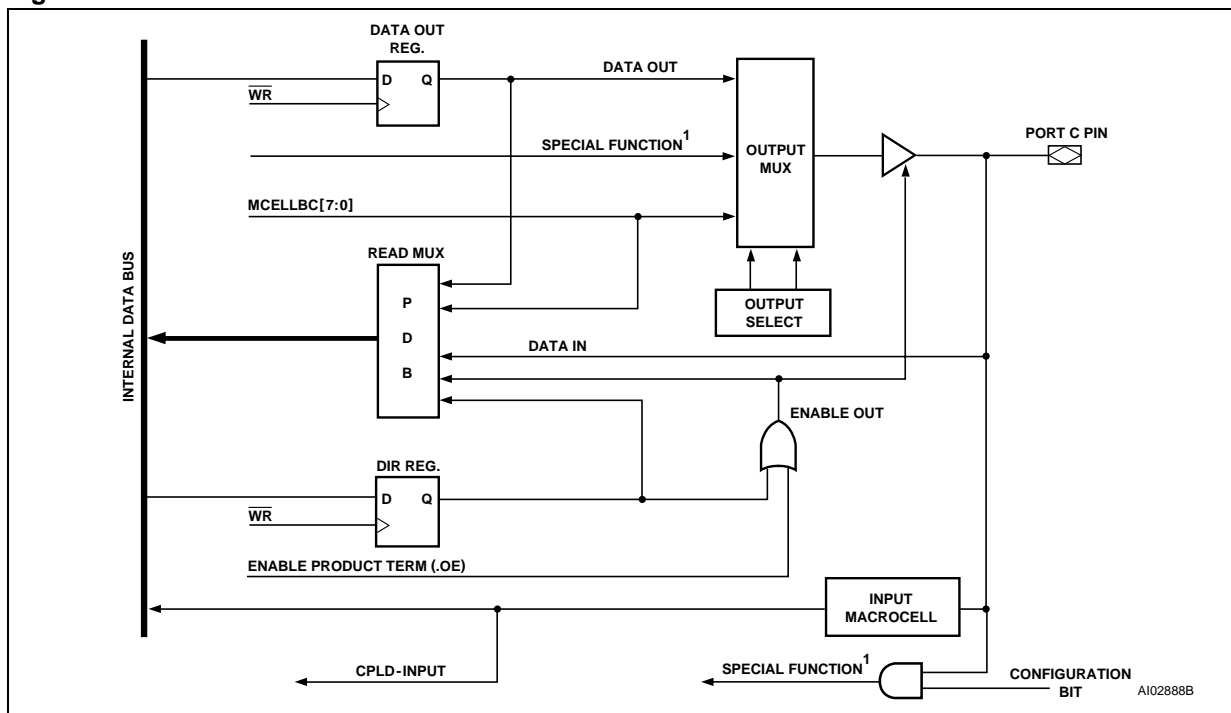 DATA OUT
REG.
D Q
WR
DATA OUT
SPECIAL FUNCTION1
OUTPUT
MUX
PORT C PIN
MCELLBC[7:0]
READ MUX
P
D
B
OUTPUT
SELECT
INTERNAL DATA BUS
DATA IN
ENABLE OUT
DIR REG.
D Q
WR
ENABLE PRODUCT TERM (.OE)
INPUT
MACROCELL
CPLD-INPUT
SPECIAL FUNCTION1
CONFIGURATION
BIT
AI02888B